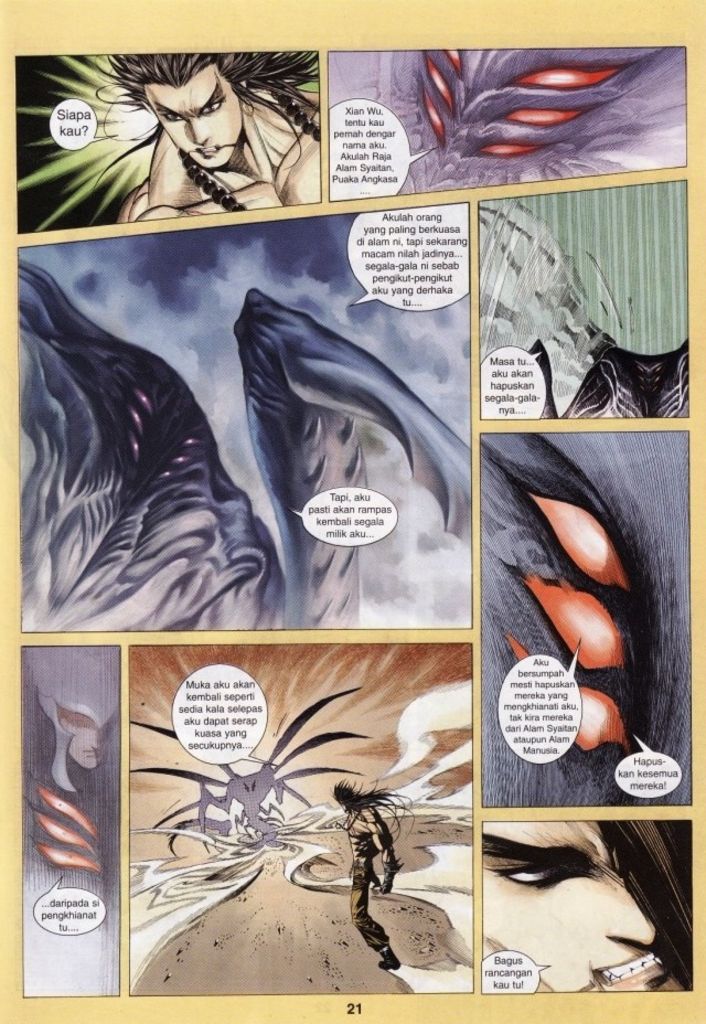 Siapa
kau?
Xian Wu,
tentu kau
pernah dengar
nama aku.
Akulah Raja
Alam Syaitan,
Puaka Angkasa
....
Akulah orang
yang paling berkuasa
di alam ni, tapi sekarang
macam nilah jadinya...
segala-gala ni sebab
pengikut-pengikut
aku yang derhaka
tu....
Masa tu...
aku akan
hapuskan
segala-gala-
nya....
Tapi, aku
pasti akan rampas
kembali segala
milik aku...
Aku
bersumpah
mesti hapuskan
mereka yang
mengkhianati aku,
tak kira mereka
dari Alam Syaitan
ataupun Alam
Manusia.
Hapus-
kan kesemua
mereka!
...daripada si
pengkhianat
tu....
Muka aku akan
kembali seperti
sedia kala selepas
aku dapat serap
kuasa yang
secukupnya....
Bagus
rancangan
kau tu!
21